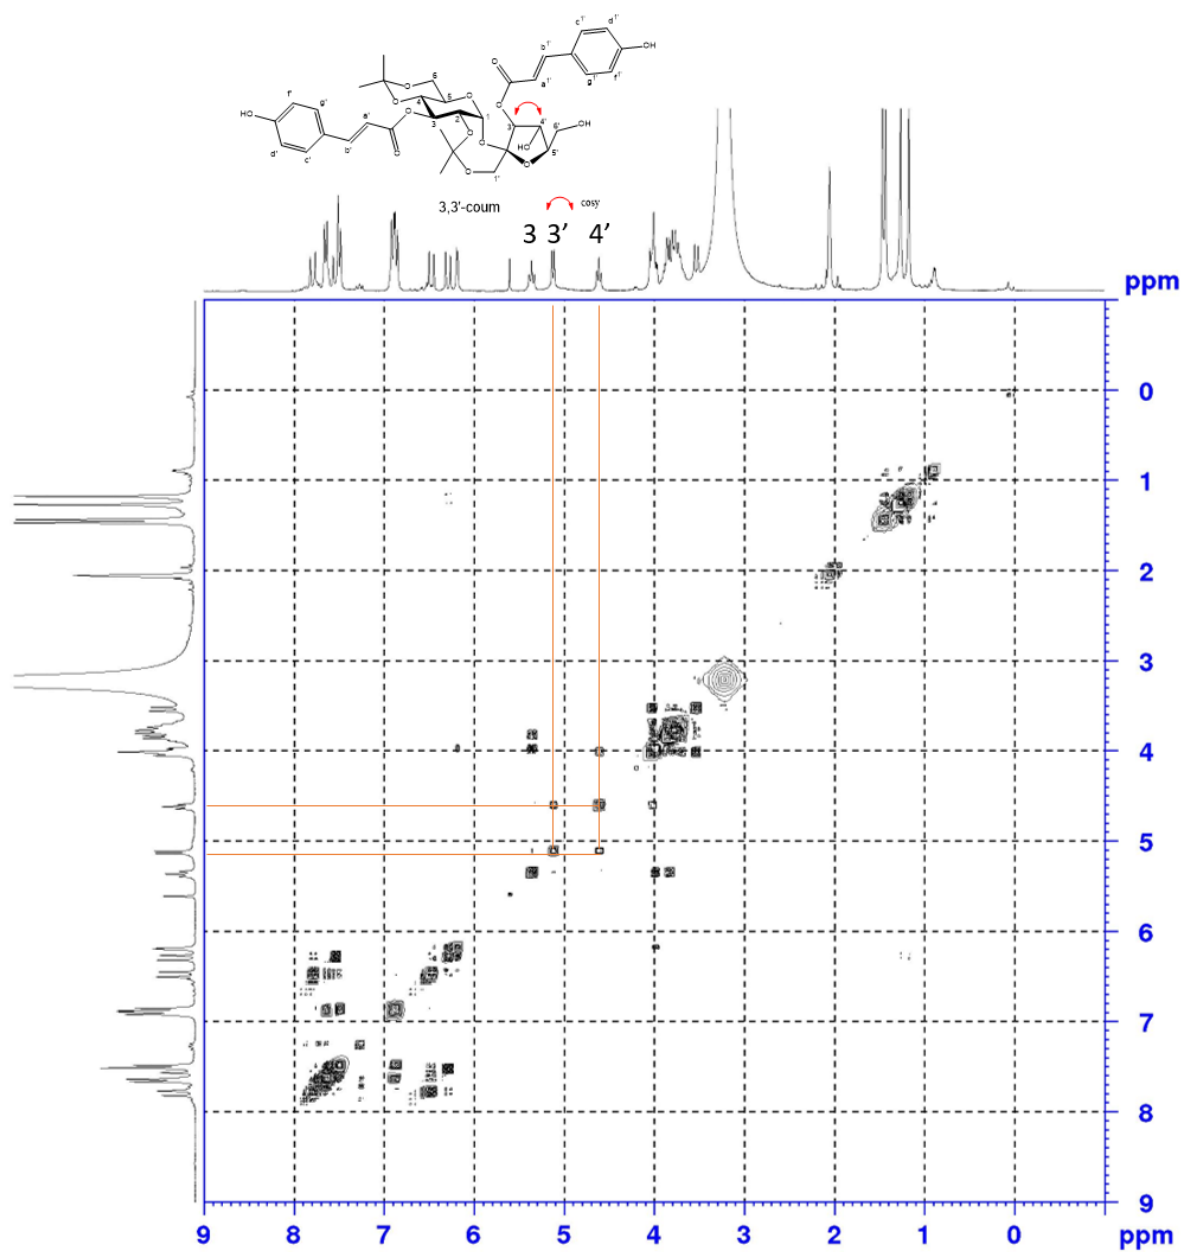 c1' d1'
b1' OH
O
6 a1' g1' f1'
O O O
O 5 O O
f' g' 4
HO a' O 3 2 1 3' 4' 6' OH
O O HO 5'
d' c' b' O O O
1'
3,3'-coum cosy
3 3' 4'
ppm
0
1
2
3
4
5
6
7
8
9
9 8 7 6 5 4 3 2 1 0 ppm